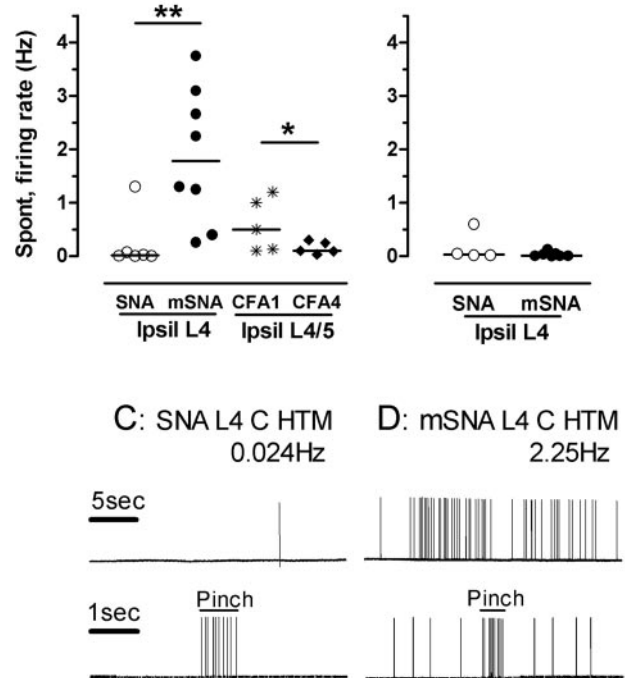 ** 
4 4
Spont, firing rate (Hz)
3 3
*
2 2
1 1
0 0
SNA mSNA CFA1 CFA4 SNA mSNA
Ipsil L4 Ipsil L4/5 Ipsil L4
C: SNA L4 C HTM D: mSNA L4 C HTM
0.024Hz 2.25Hz
5sec
1sec Pinch Pinch